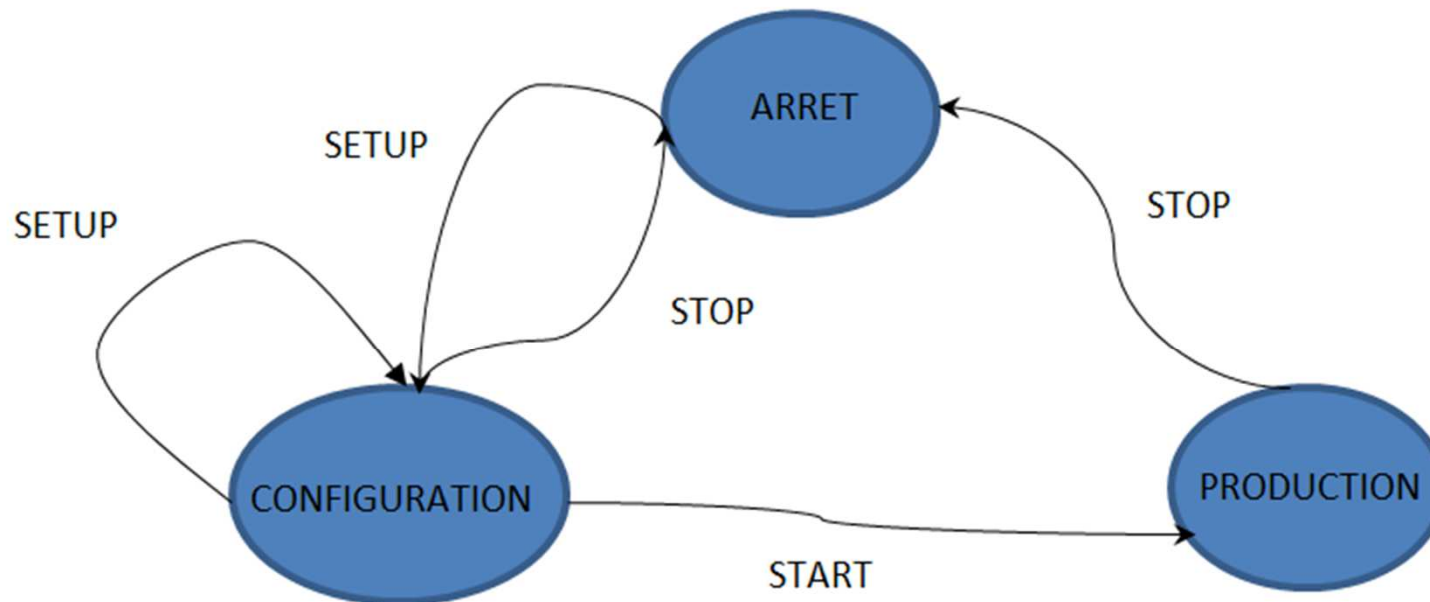 ARRET
SETUP
STOP
SETUP
STOP
CONFIGURATION
PRODUCTION
START